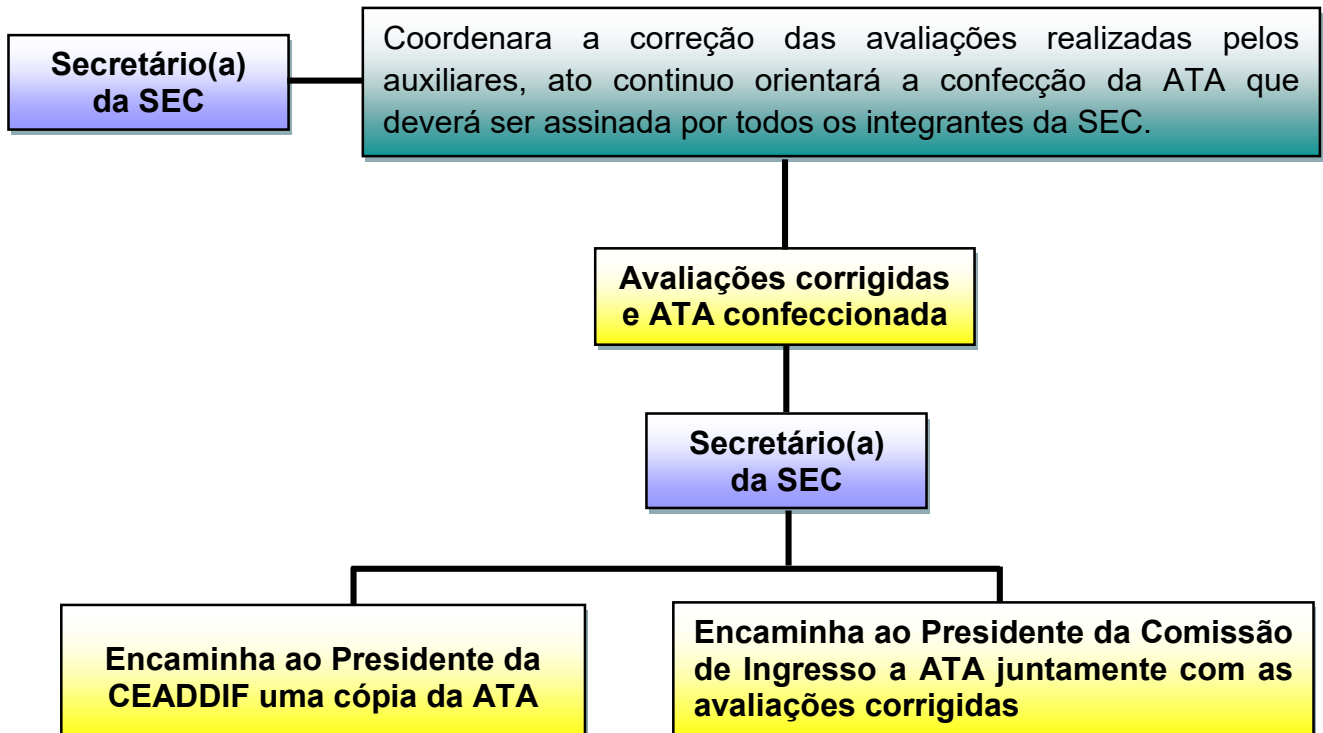 Secretário(a)
da SEC
Coordenara a correção das avaliações realizadas pelos
auxiliares, ato continuo orientará a confecção da ATA que
deverá ser assinada por todos os integrantes da SEC.
Avaliações corrigidas
e ATA confeccionada
Secretário(a)
da SEC
Encaminha ao Presidente da
CEADDIF uma cópia da ATA
Encaminha ao Presidente da Comissão
de Ingresso a ATA juntamente com as
avaliações corrigidas